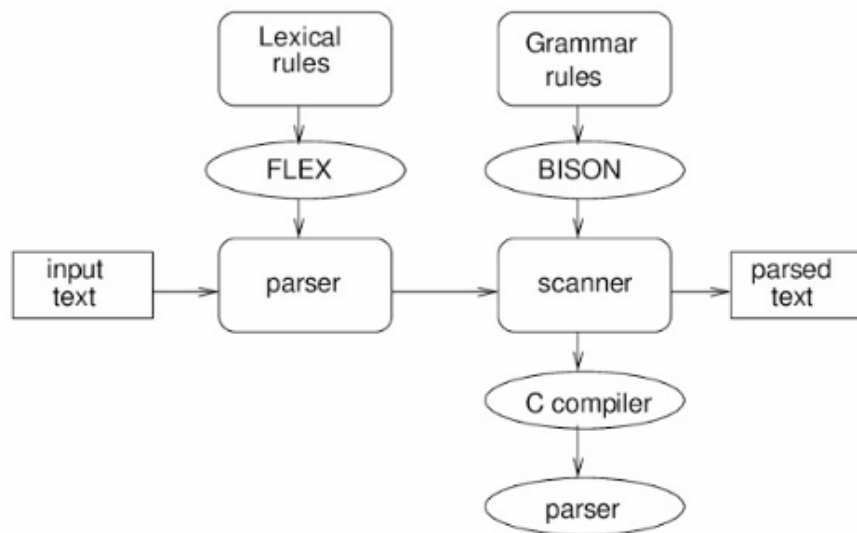 Lexical
rules
Grammar
rules
FLEX
BISON
input
text
parser
scanner
parsed
text
C compiler
parser